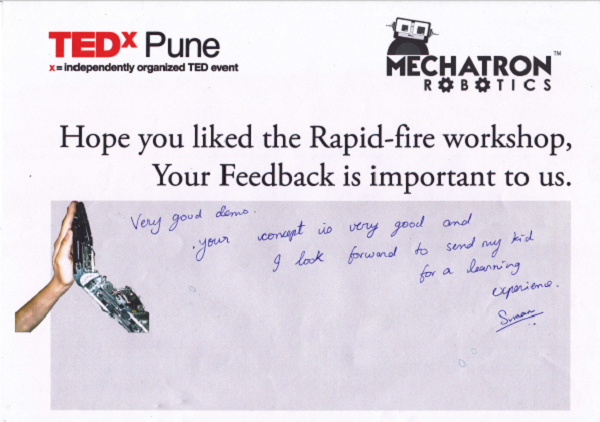 TEDx Pune
x = independently organized TED event
MECHATRON™
ROBOTICS
Hope you liked the Rapid-fire workshop,
Your Feedback is important to us.
Very good demo.
.your concept is very good and
I look forward to send my kid
for a learning
experience.
Suman